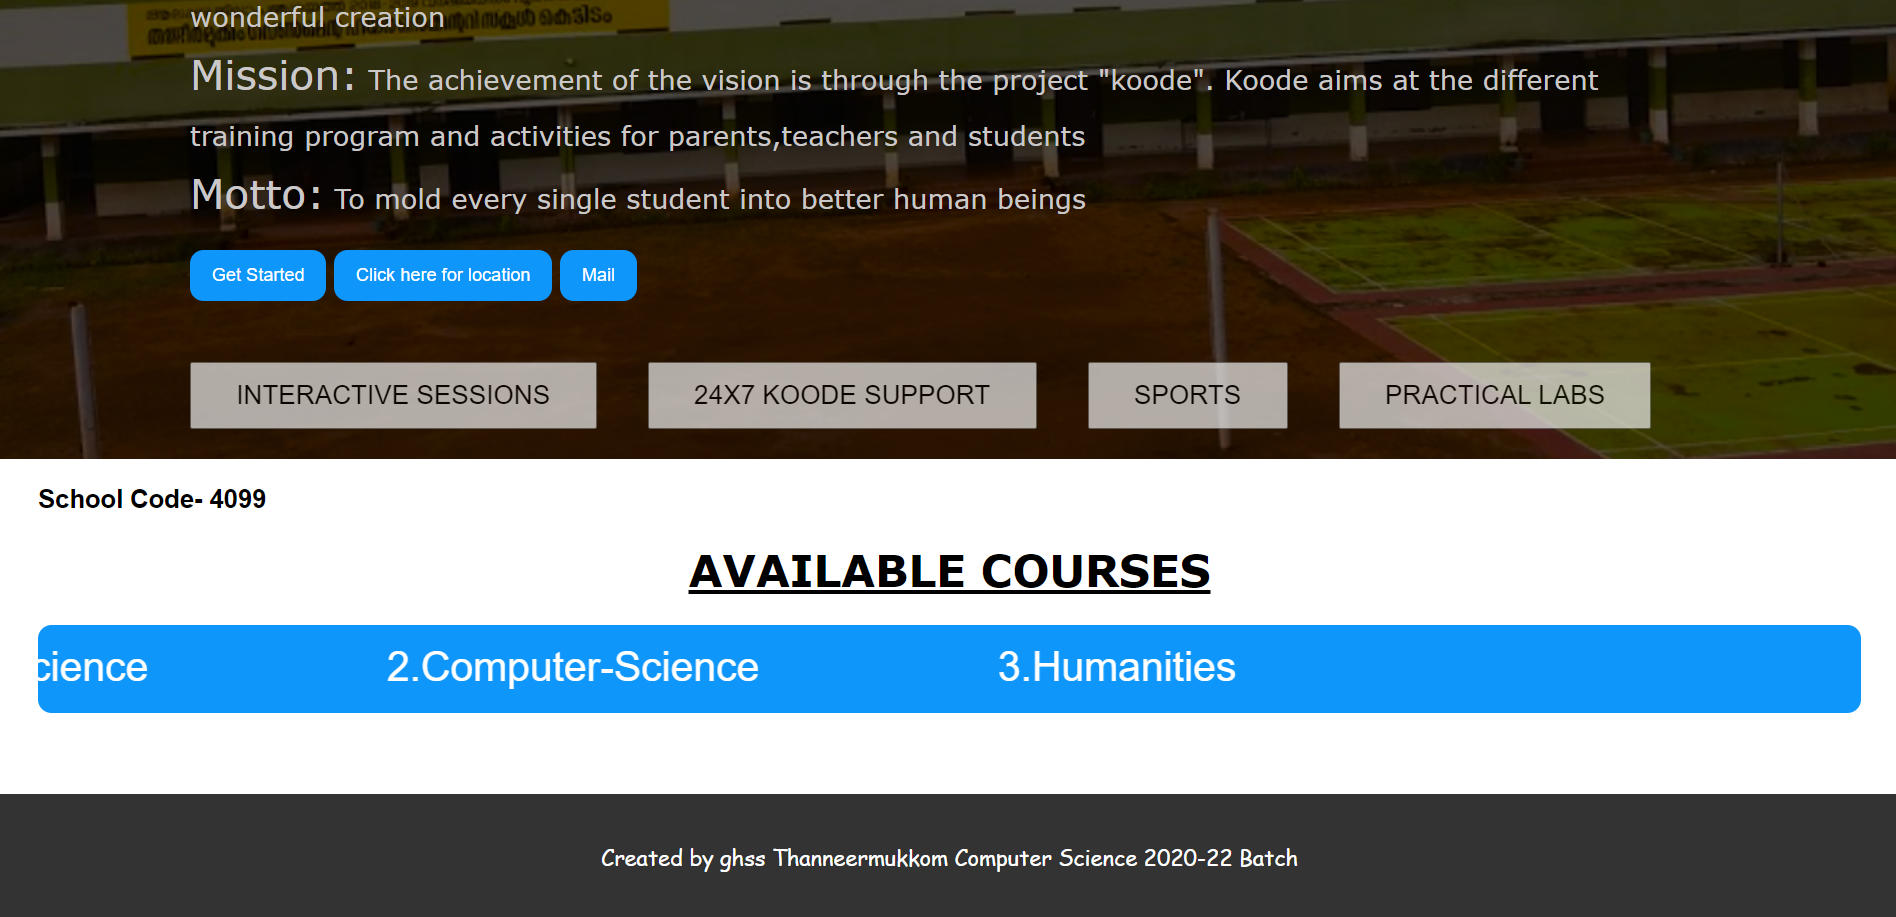 wonderful creation
Mission: The achievement of the vision is through the project "koode". Koode aims at the different
training program and activities for parents,teachers and students
Motto: To mold every single student into better human beings
Get Started Click here for location Mail
INTERACTIVE SESSIONS 24X7 KOODE SUPPORT SPORTS PRACTICAL LABS
School Code- 4099
AVAILABLE COURSES
cience 2.Computer-Science 3.Humanities
Created by ghss Thanneermukkom Computer Science 2020-22 Batch